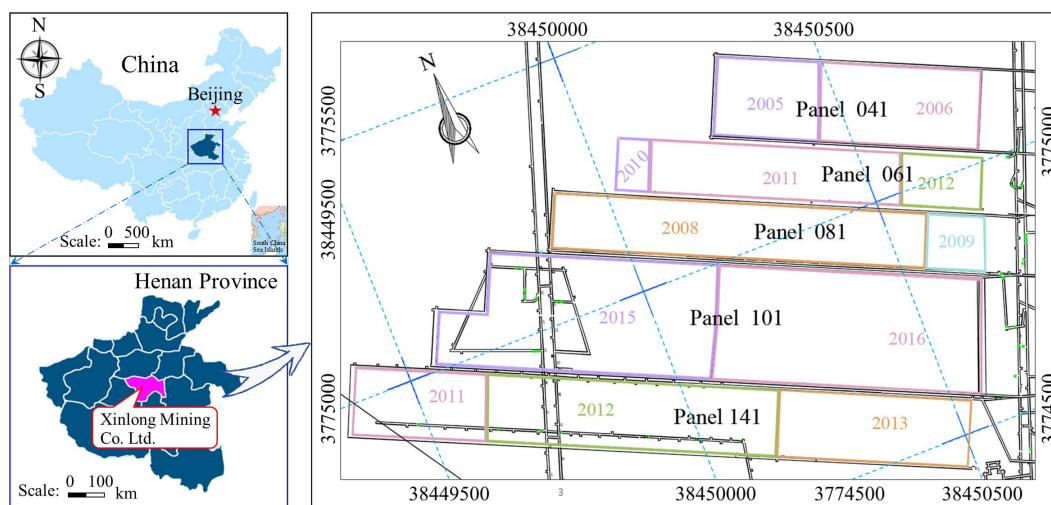 N
S
China
Beijing
Scale: 0 500 km
South China
Sea Islands
Henan Province
Xinlong Mining
Co. Ltd.
Scale: 0 100 km
38450000
38450500
3775500
38449500
3775000
3775000
3774500
38449500
38450000
3774500
38450500
N
2005
Panel 041
2006
2010
2011
Panel 061
2012
2008
Panel 081
2009
2015
Panel 101
2016
2011
2012
Panel 141
2013
3